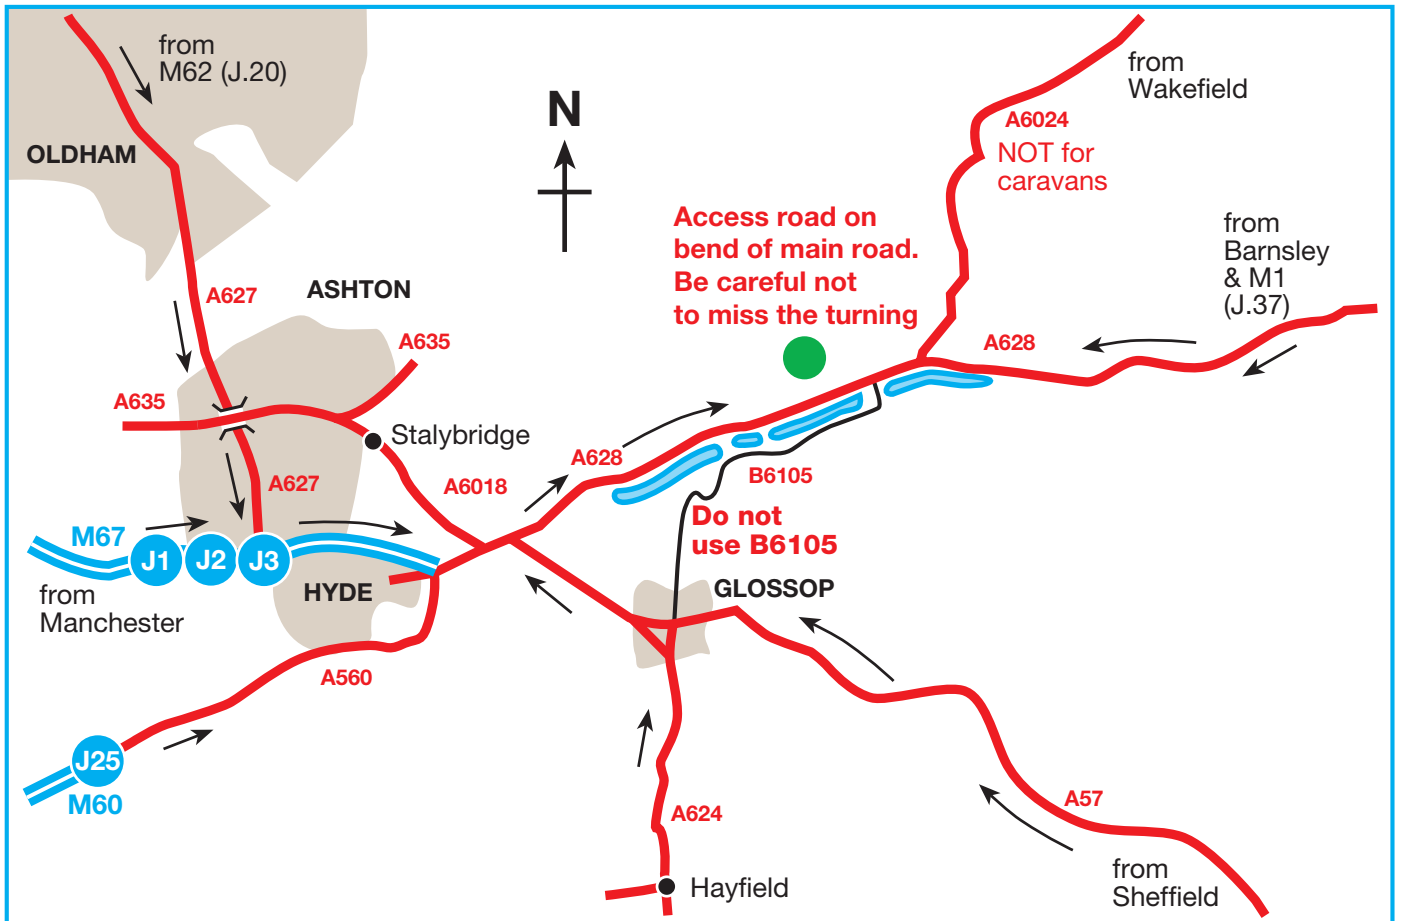 from
M62 (J.20)
OLDHAM
N
from
Wakefield
A6024
NOT for
caravans
Access road on
bend of main road.
Be careful not
to miss the turning
from
Barnsley
& M1
(J.37)
A627
ASHTON
A635
A635
A628
Stalybridge
A628
A627
A6018
B6105
M67
J1
J2
J3
Do not
use B6105
from
Manchester
HYDE
GLOSSOP
A560
J25
M60
A624
A57
Hayfield
from
Sheffield